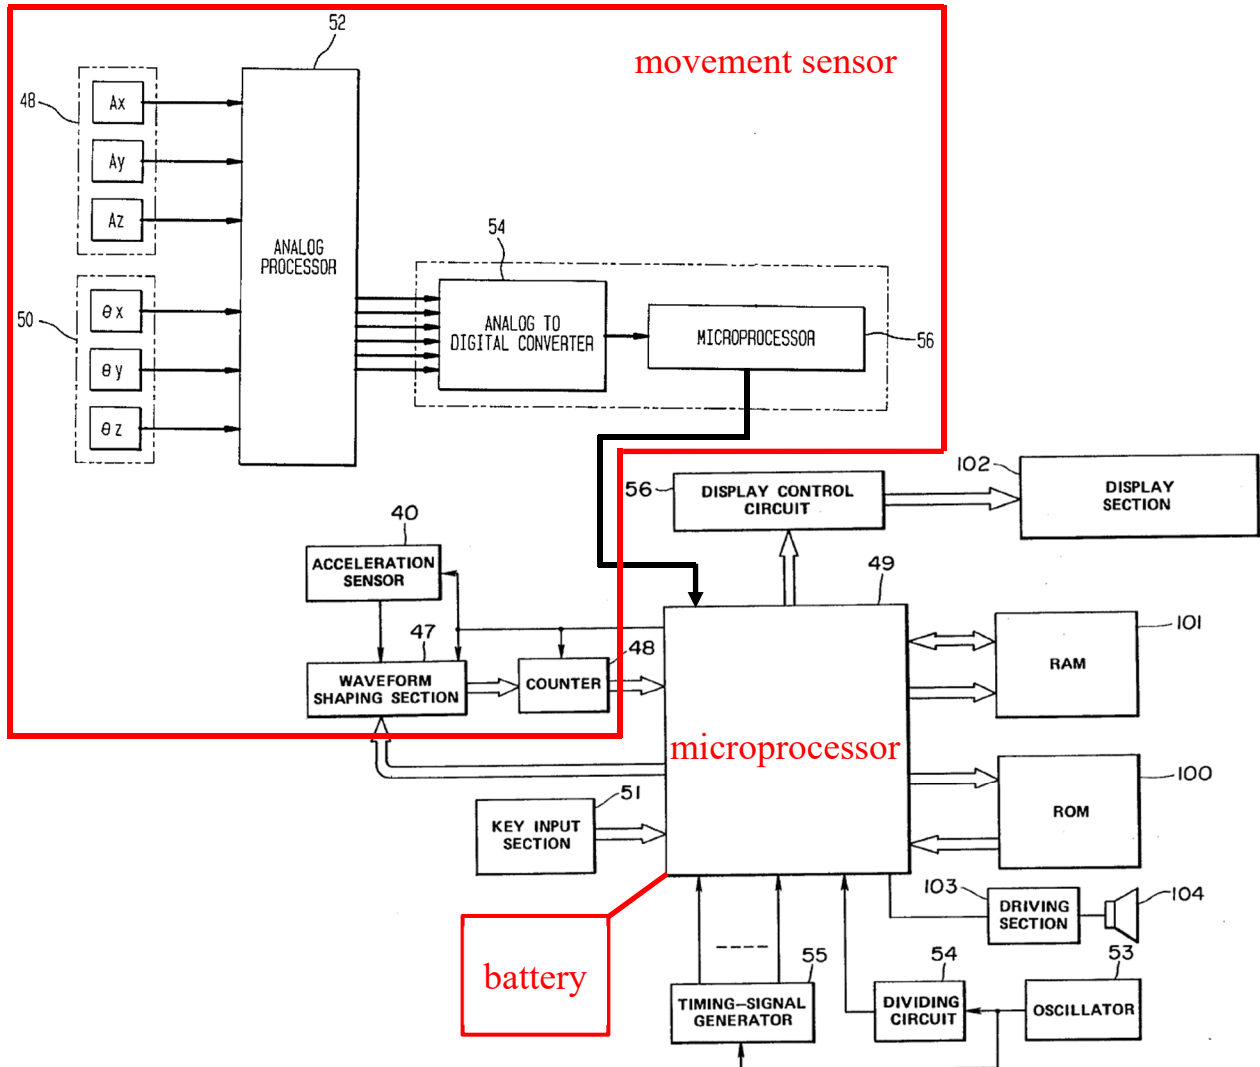 52
movement sensor
48
Ax
Ay
Az
ANALOG
PROCESSOR
54
50
θx
θy
θz
ANALOG TO
DIGITAL CONVERTER
MICROPROCESSOR
56
56
DISPLAY CONTROL
CIRCUIT
102
DISPLAY
SECTION
40
ACCELERATION
SENSOR
49
47
WAVEFORM
SHAPING SECTION
48
COUNTER
101
RAM
microprocessor
100
ROM
51
KEY INPUT
SECTION
103
DRIVING
SECTION
104
battery
55
TIMING-SIGNAL
GENERATOR
54
DIVIDING
CIRCUIT
53
OSCILLATOR